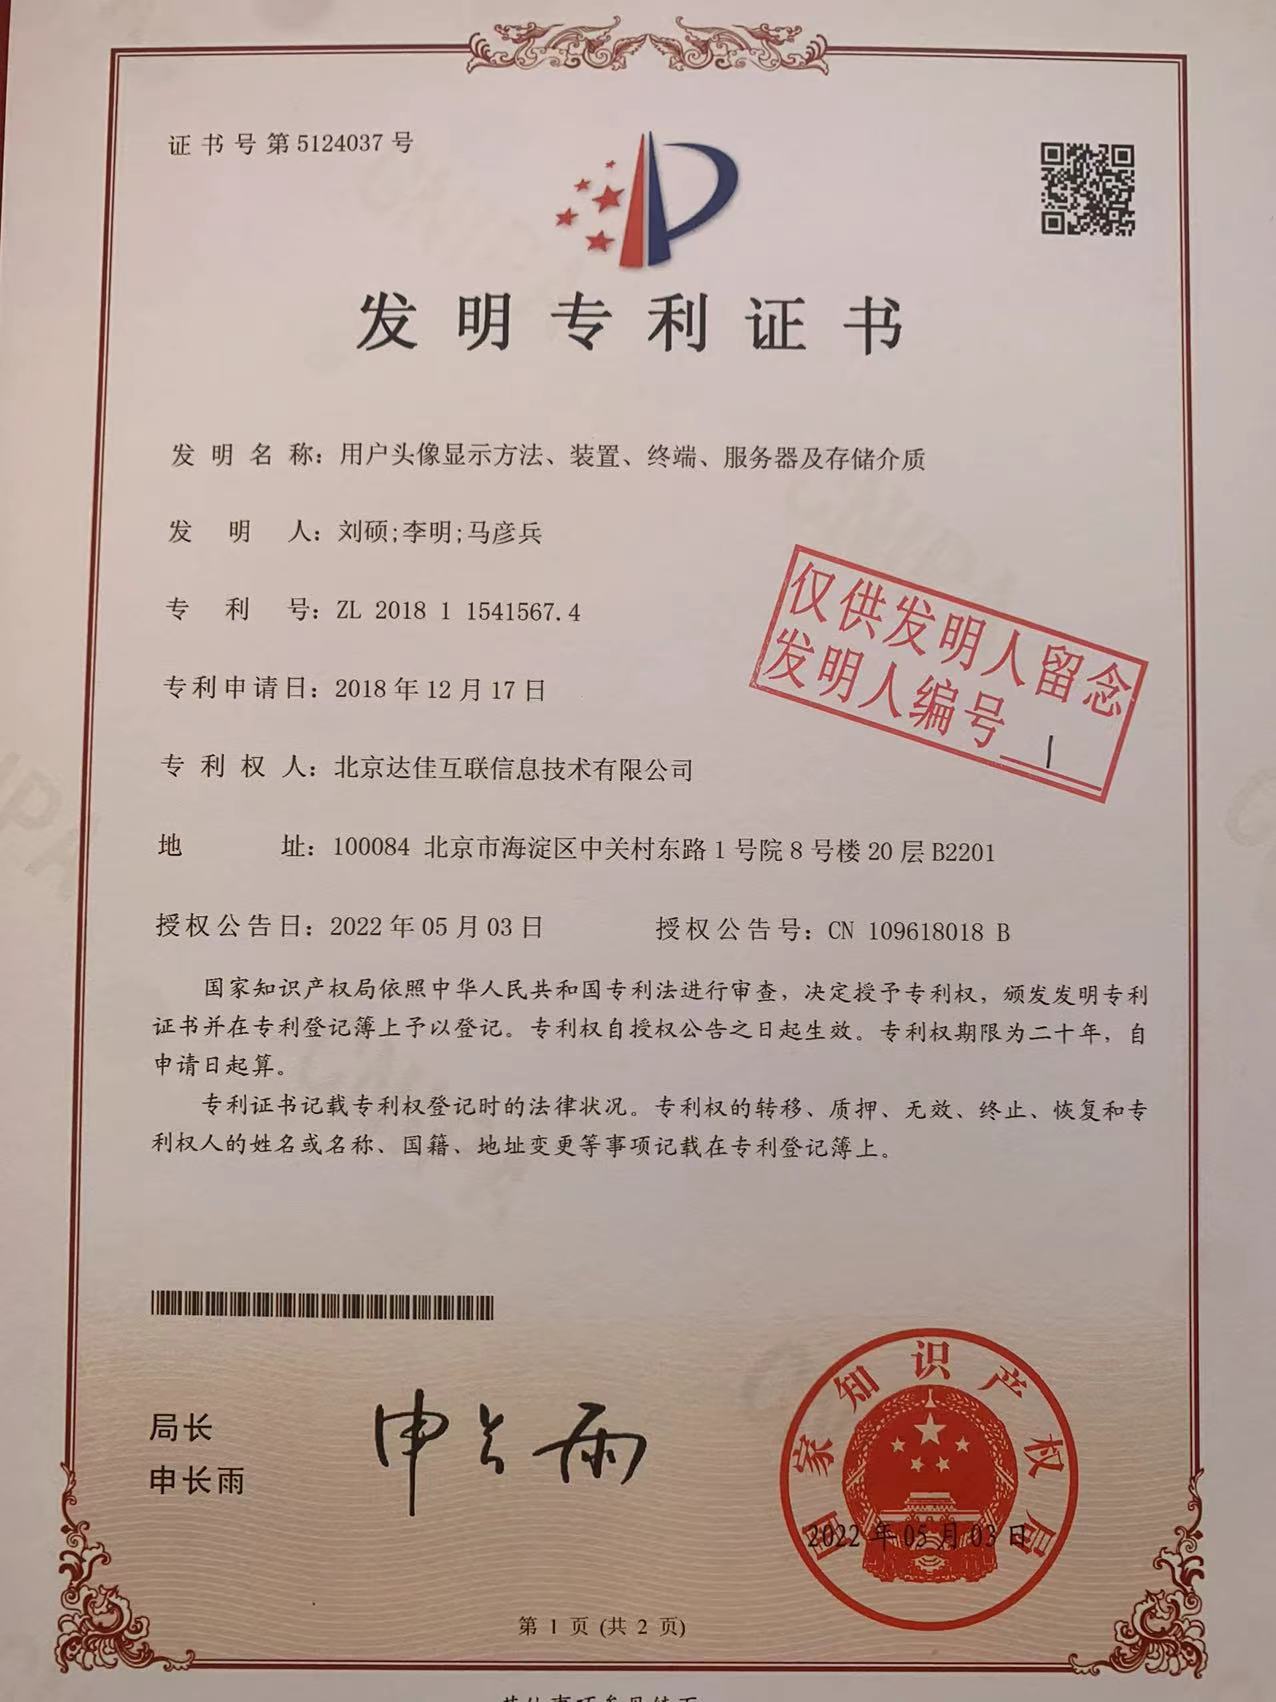 证书号第5124037号
发明专利证书
发明名称：用户头像显示方法、装置、终端、服务器及存储介质
发明人：刘硕;李明;马彦兵
专利号：ZL 2018 1 1541567.4
专利申请日：2018年12月17日
专利权人：北京达佳互联信息技术有限公司
地址：100084 北京市海淀区中关村东路1号院8号楼20层B2201
授权公告日：2022年05月03日 授权公告号：CN 109618018 B
仅供发明人留念
发明人编号 1
国家知识产权局依照中华人民共和国专利法进行审查，决定授予专利权，颁发发明专利
证书并在专利登记簿上予以登记。专利权自授权公告之日起生效。专利权期限为二十年，自
申请日起算。
专利证书记载专利权登记时的法律状况。专利权的转移、质押、无效、终止、恢复和专
利权人的姓名或名称、国籍、地址变更等事项记载在专利登记簿上。
局长
申长雨
申长雨
国家知识产权局
2022年05月03日
第 1 页 (共 2 页)